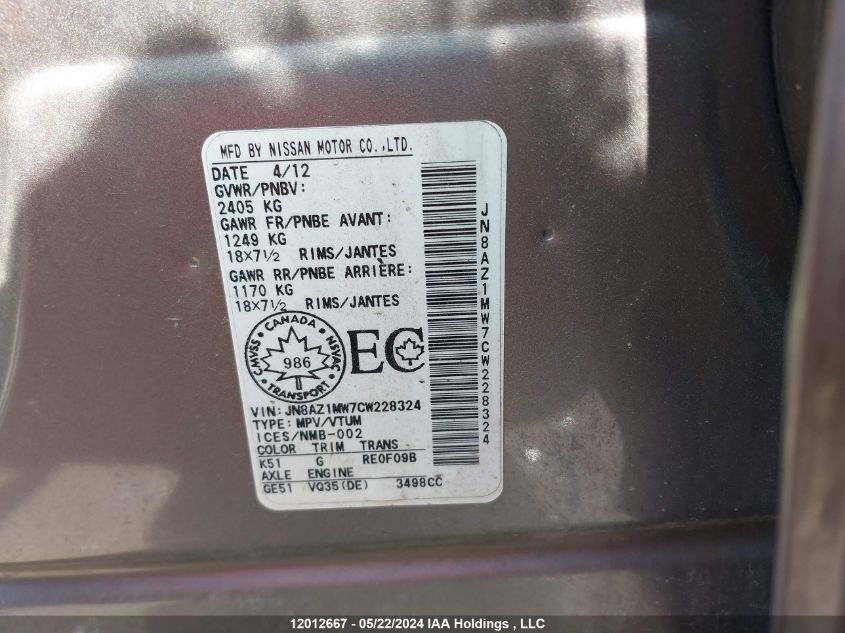 MFD BY NISSAN MOTOR CO.,LTD.
DATE 4/12
GVWR/PNBV:
2405 KG
GAWR FR/PNBE AVANT:
1249 KG
18X7½ RIMS/JANTES
GAWR RR/PNBE ARRIÈRE:
1170 KG
18X7½ RIMS/JANTES
CANADA
CMVSS 986 NSVAC
TRANSPORT
EC
VIN: JN8AZ1MW7CW228324
TYPE: MPV/VTUM
ICES/NMB-002
COLOR TRIM TRANS
K51 G RE0F09B
AXLE ENGINE
GE51 VQ35(DE) 3498CC
JN8AZ1MW7CW228324
12012667 - 05/22/2024 IAA Holdings , LLC